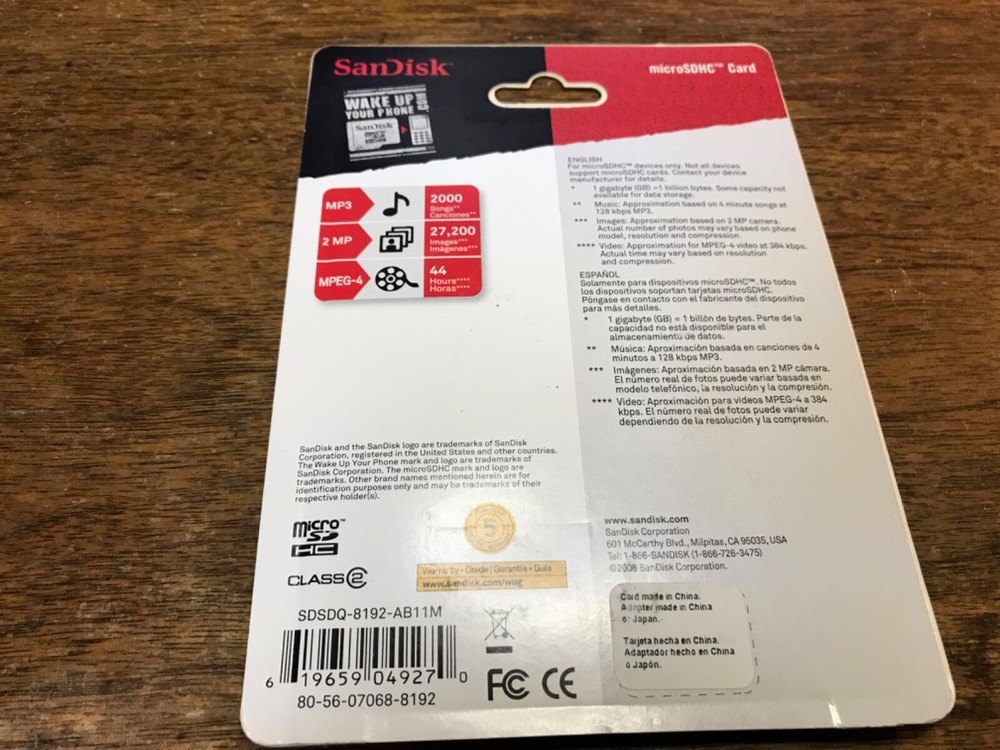 SanDisk
microSDHC™ Card
WAKE UP
YOUR PHONE
.COM
SanDisk
MP3
2000
Songs**
Canciones**
2 MP
27,200
Images***
Imágenes***
MPEG-4
44
Hours****
Horas****
ENGLISH
For microSDHC™ devices only. Not all devices
support microSDHC cards. Contact your device
manufacturer for details.
* 1 gigabyte (GB) =1 billion bytes. Some capacity not
available for data storage.
** Music: Approximation based on 4 minute songs at
128 kbps MP3.
*** Images: Approximation based on 2 MP camera.
Actual number of photos may vary based on phone
model, resolution and compression.
**** Video: Approximation for MPEG-4 video at 384 kbps.
Actual time may vary based on resolution
and compression.
ESPAÑOL
Solamente para dispositivos microSDHC™. No todos
los dispositivos soportan tarjetas microSDHC.
Póngase en contacto con el fabricante del dispositivo
para más detalles.
* 1 gigabyte (GB) = 1 billón de bytes. Parte de la
capacidad no está disponible para el
almacenamiento de datos.
** Música: Aproximación basada en canciones de 4
minutos a 128 kbps MP3.
*** Imágenes: Aproximación basada en 2 MP cámara.
El número real de fotos puede variar basada en
modelo telefónico, la resolución y la compresión.
**** Video: Aproximación para videos MPEG-4 a 384
kbps. El número real de fotos puede variar
dependiendo de la resolución y la compressión.
SanDisk and the SanDisk logo are trademarks of SanDisk
Corporation, registered in the United States and other countries.
The Wake Up Your Phone mark and logo are trademarks of
SanDisk Corporation. The microSDHC mark and logo are
trademarks. Other brand names mentioned herein are for
identification purposes only and may be trademarks of their
respective holder(s).
micro™
SD
HC
5
CLASS 2
Warranty • Guide | Garantís • Guía
www.sandisk.com/wug
www.sandisk.com
SanDisk Corporation
601 McCarthy Blvd., Milpitas, CA 95035, USA
Tel: 1-866-SANDISK (1-866-726-3475)
©2008 SanDisk Corporation.
Card made in China.
Adapter made in China
or Japan.
Tarjeta hecha en China.
Adaptador hecho en China
o Japón.
SDSDQ-8192-AB11M
6 19659 04927 0
80-56-07068-8192
FC CE